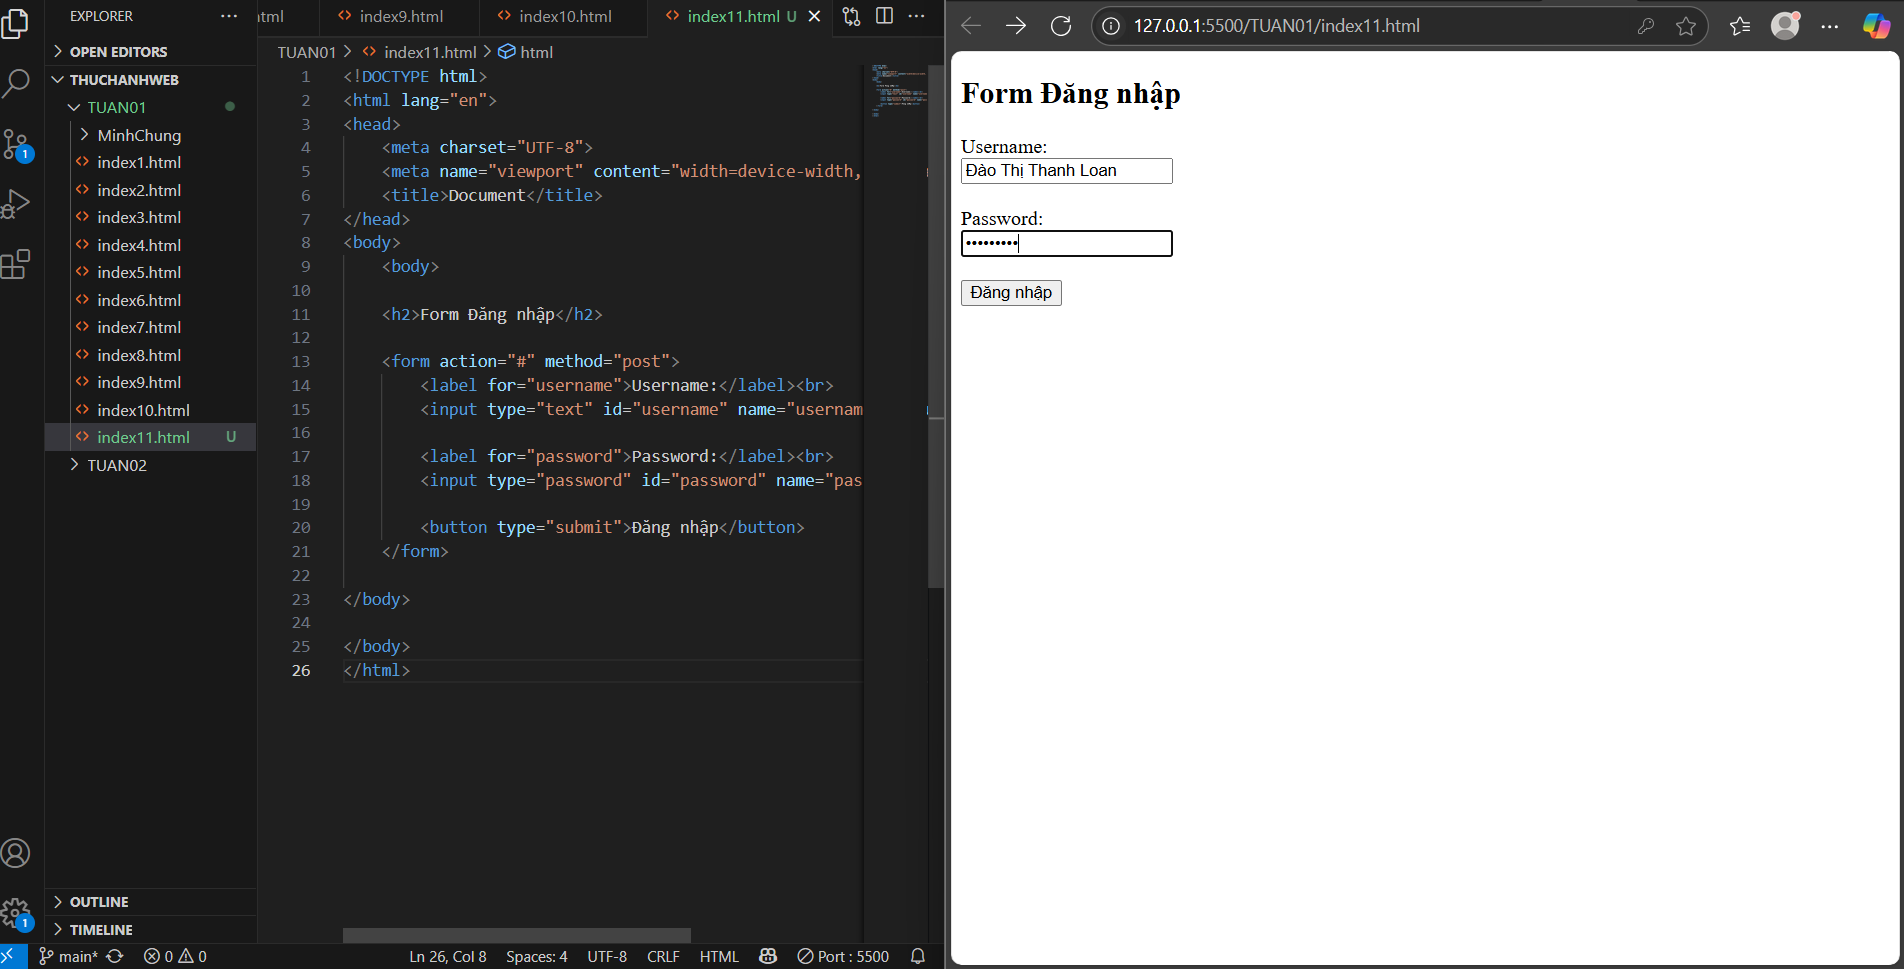 EXPLORER
OPEN EDITORS
THUCHANHWEB
TUAN01
MinhChung
index1.html
index2.html
index3.html
index4.html
index5.html
index6.html
index7.html
index8.html
index9.html
index10.html
index11.html U
TUAN02
OUTLINE
TIMELINE
html index9.html index10.html index11.html U
TUAN01 > index11.html > html
1 <!DOCTYPE html>
2 <html lang="en">
3 <head>
4 <meta charset="UTF-8">
5 <meta name="viewport" content="width=device-width,
6 <title>Document</title>
7 </head>
8 <body>
9 <body>
10
11 <h2>Form Đăng nhập</h2>
12
13 <form action="#" method="post">
14 <label for="username">Username:</label><br>
15 <input type="text" id="username" name="usernam
16
17 <label for="password">Password:</label><br>
18 <input type="password" id="password" name="pas
19
20 <button type="submit">Đăng nhập</button>
21 </form>
22
23 </body>
24
25 </body>
26 </html>
1
1
main* 0 0 Ln 26, Col 8 Spaces: 4 UTF-8 CRLF HTML Port : 5500
127.0.0.1:5500/TUAN01/index11.html
Form Đăng nhập
Username:
Đào Thị Thanh Loan
Password:
•••••••••
Đăng nhập